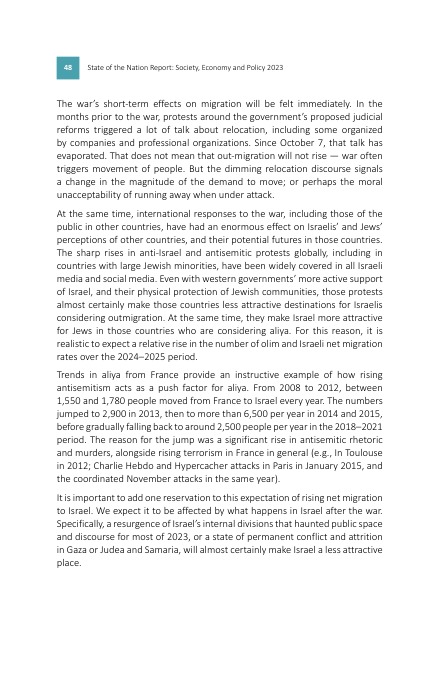 48 State of the Nation Report: Society, Economy and Policy 2023
The war's short-term effects on migration will be felt immediately. In the
months prior to the war, protests around the government's proposed judicial
reforms triggered a lot of talk about relocation, including some organized
by companies and professional organizations. Since October 7, that talk has
evaporated. That does not mean that out-migration will not rise — war often
triggers movement of people. But the dimming relocation discourse signals
a change in the magnitude of the demand to move; or perhaps the moral
unacceptability of running away when under attack.
At the same time, international responses to the war, including those of the
public in other countries, have had an enormous effect on Israelis' and Jews'
perceptions of other countries, and their potential futures in those countries.
The sharp rises in anti-Israel and antisemitic protests globally, including in
countries with large Jewish minorities, have been widely covered in all Israeli
media and social media. Even with western governments' more active support
of Israel, and their physical protection of Jewish communities, those protests
almost certainly make those countries less attractive destinations for Israelis
considering outmigration. At the same time, they make Israel more attractive
for Jews in those countries who are considering aliya. For this reason, it is
realistic to expect a relative rise in the number of olim and Israeli net migration
rates over the 2024–2025 period.
Trends in aliya from France provide an instructive example of how rising
antisemitism acts as a push factor for aliya. From 2008 to 2012, between
1,550 and 1,780 people moved from France to Israel every year. The numbers
jumped to 2,900 in 2013, then to more than 6,500 per year in 2014 and 2015,
before gradually falling back to around 2,500 people per year in the 2018–2021
period. The reason for the jump was a significant rise in antisemitic rhetoric
and murders, alongside rising terrorism in France in general (e.g., In Toulouse
in 2012; Charlie Hebdo and Hypercacher attacks in Paris in January 2015, and
the coordinated November attacks in the same year).
It is important to add one reservation to this expectation of rising net migration
to Israel. We expect it to be affected by what happens in Israel after the war.
Specifically, a resurgence of Israel's internal divisions that haunted public space
and discourse for most of 2023, or a state of permanent conflict and attrition
in Gaza or Judea and Samaria, will almost certainly make Israel a less attractive
place.